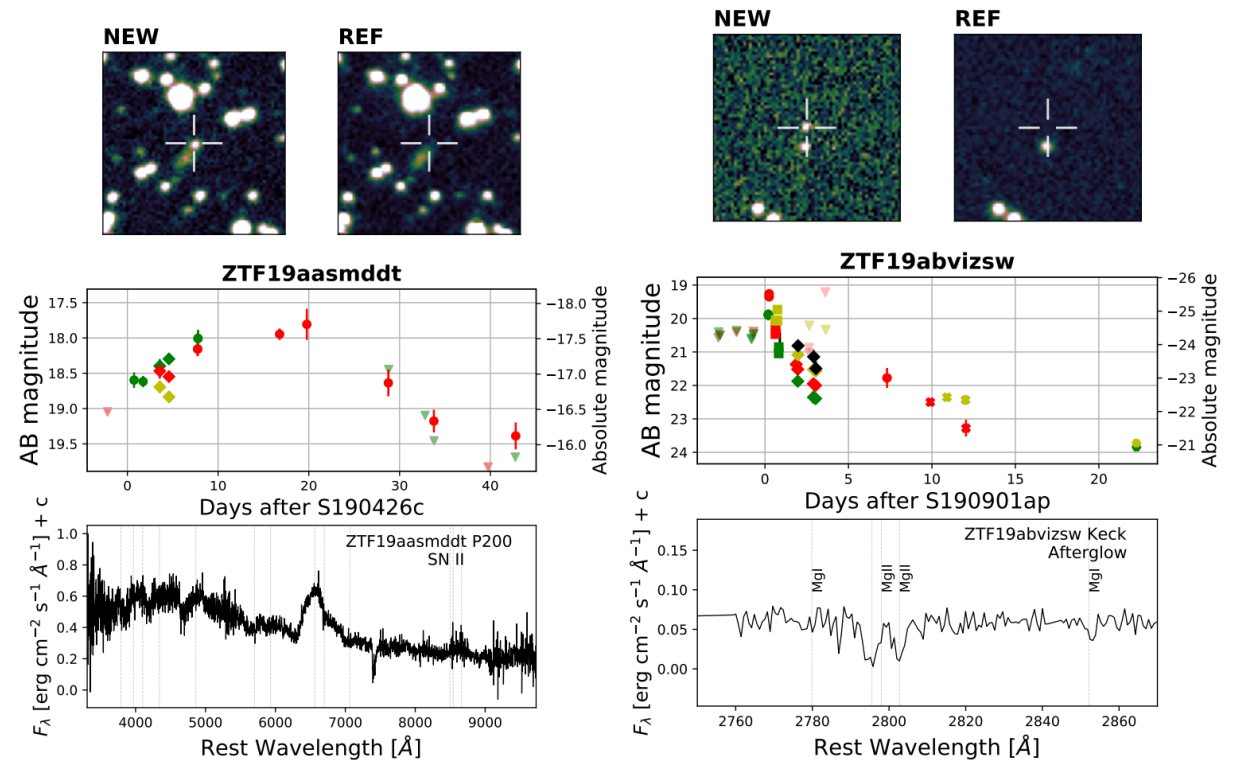 NEW
REF
ZTF19aasmddt
AB magnitude
17.5
18.0
18.5
19.0
19.5
−18.0
−17.5
−17.0
−16.5
−16.0
Absolute magnitude
0
10
20
30
40
Days after S190426c
Fλ [erg cm−2 s−1 Å−1] + c
1.0
0.8
0.6
0.4
0.2
0.0
ZTF19aasmddt P200
SN II
4000
5000
6000
7000
8000
9000
Rest Wavelength [Å]
NEW
REF
ZTF19abvizsw
AB magnitude
19
20
21
22
23
24
−26
−25
−24
−23
−22
−21
Absolute magnitude
0
5
10
15
20
Days after S190901ap
Fλ [erg cm−2 s−1 Å−1] + c
0.15
0.10
0.05
0.00
ZTF19abvizsw Keck
Afterglow
MgI
MgII
MgII
MgI
2760
2780
2800
2820
2840
2860
Rest Wavelength [Å]